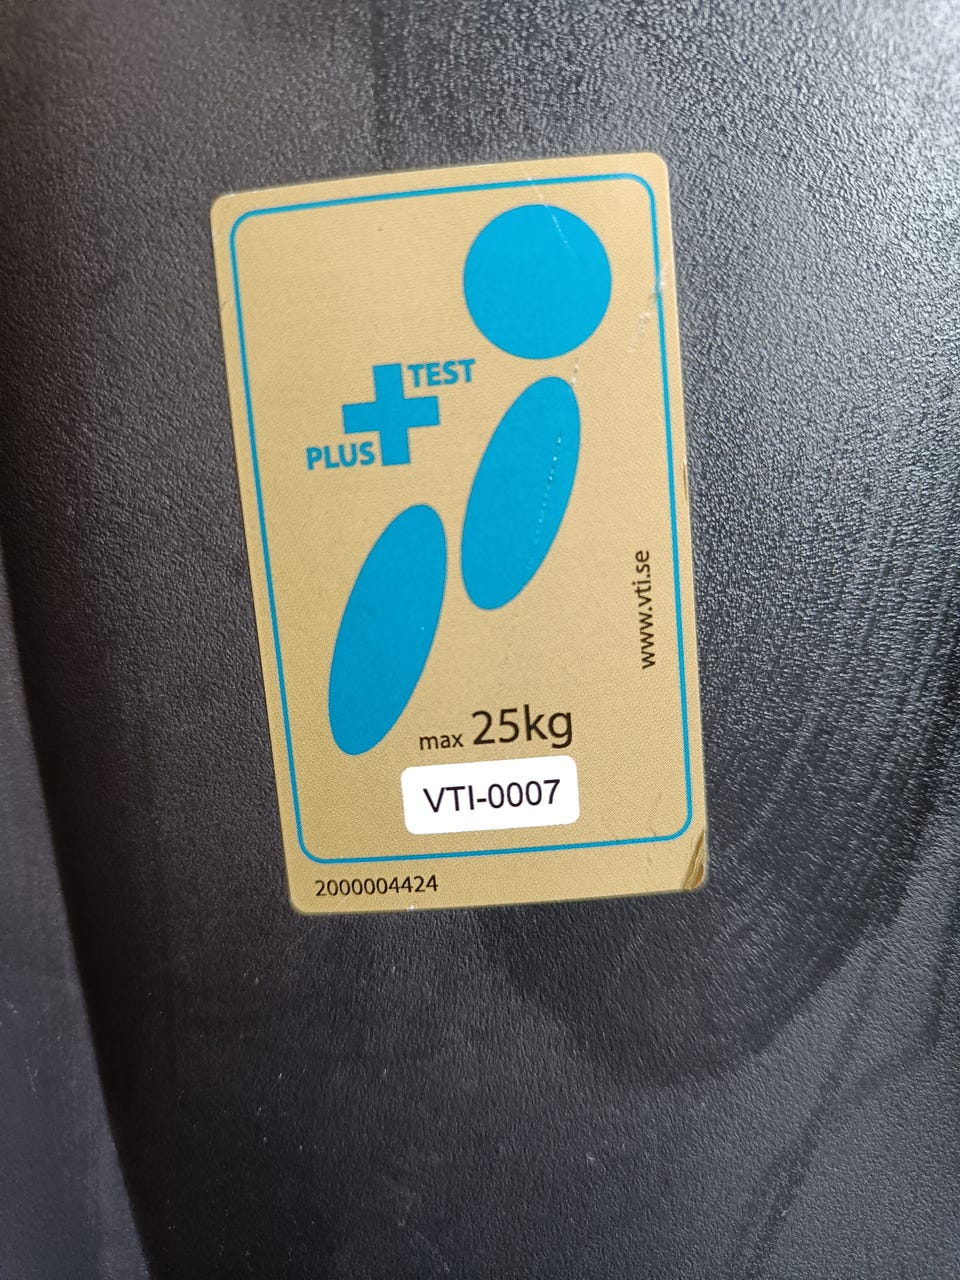 TEST
PLUS
www.vti.se
max 25kg
VTI-0007
2000004424